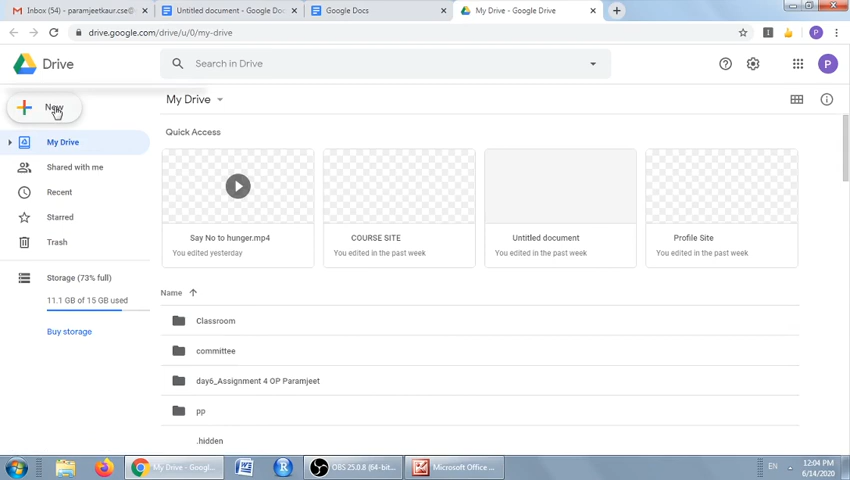 Inbox (54) - paramjeetkaur.cse@
Untitled document - Google Doc
Google Docs
My Drive - Google Drive
drive.google.com/drive/u/0/my-drive
P
Drive
Search in Drive
P
New
My Drive
My Drive
Shared with me
Recent
Starred
Trash
Storage (73% full)
11.1 GB of 15 GB used
Buy storage
Quick Access
Say No to hunger.mp4
You edited yesterday
COURSE SITE
You edited in the past week
Untitled document
You edited in the past week
Profile Site
You edited in the past week
Name
Classroom
committee
day6_Assignment 4 OP Paramjeet
pp
.hidden
My Drive - Googl...
R
OBS 25.0.8 (64-bit...
Microsoft Office ...
EN
12:04 PM
6/14/2020